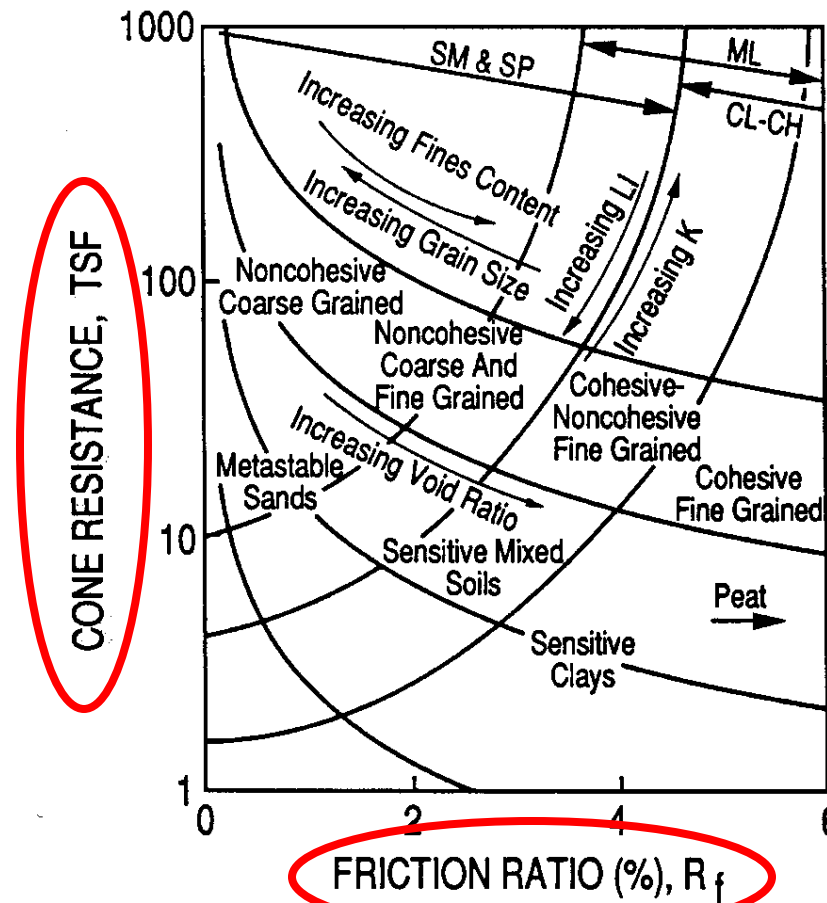 1000
SM & SP
ML
CL-CH
Increasing Fines Content
Increasing Grain Size
Increasing LI
Increasing K
100
Noncohesive
Coarse Grained
Noncohesive
Coarse And
Fine Grained
Cohesive-
Noncohesive
Fine Grained
Increasing Void Ratio
Metastable
Sands
Cohesive
Fine Grained
10
Sensitive Mixed
Soils
Peat
Sensitive
Clays
1
0
2
4
6
CONE RESISTANCE, TSF
FRICTION RATIO (%), R f